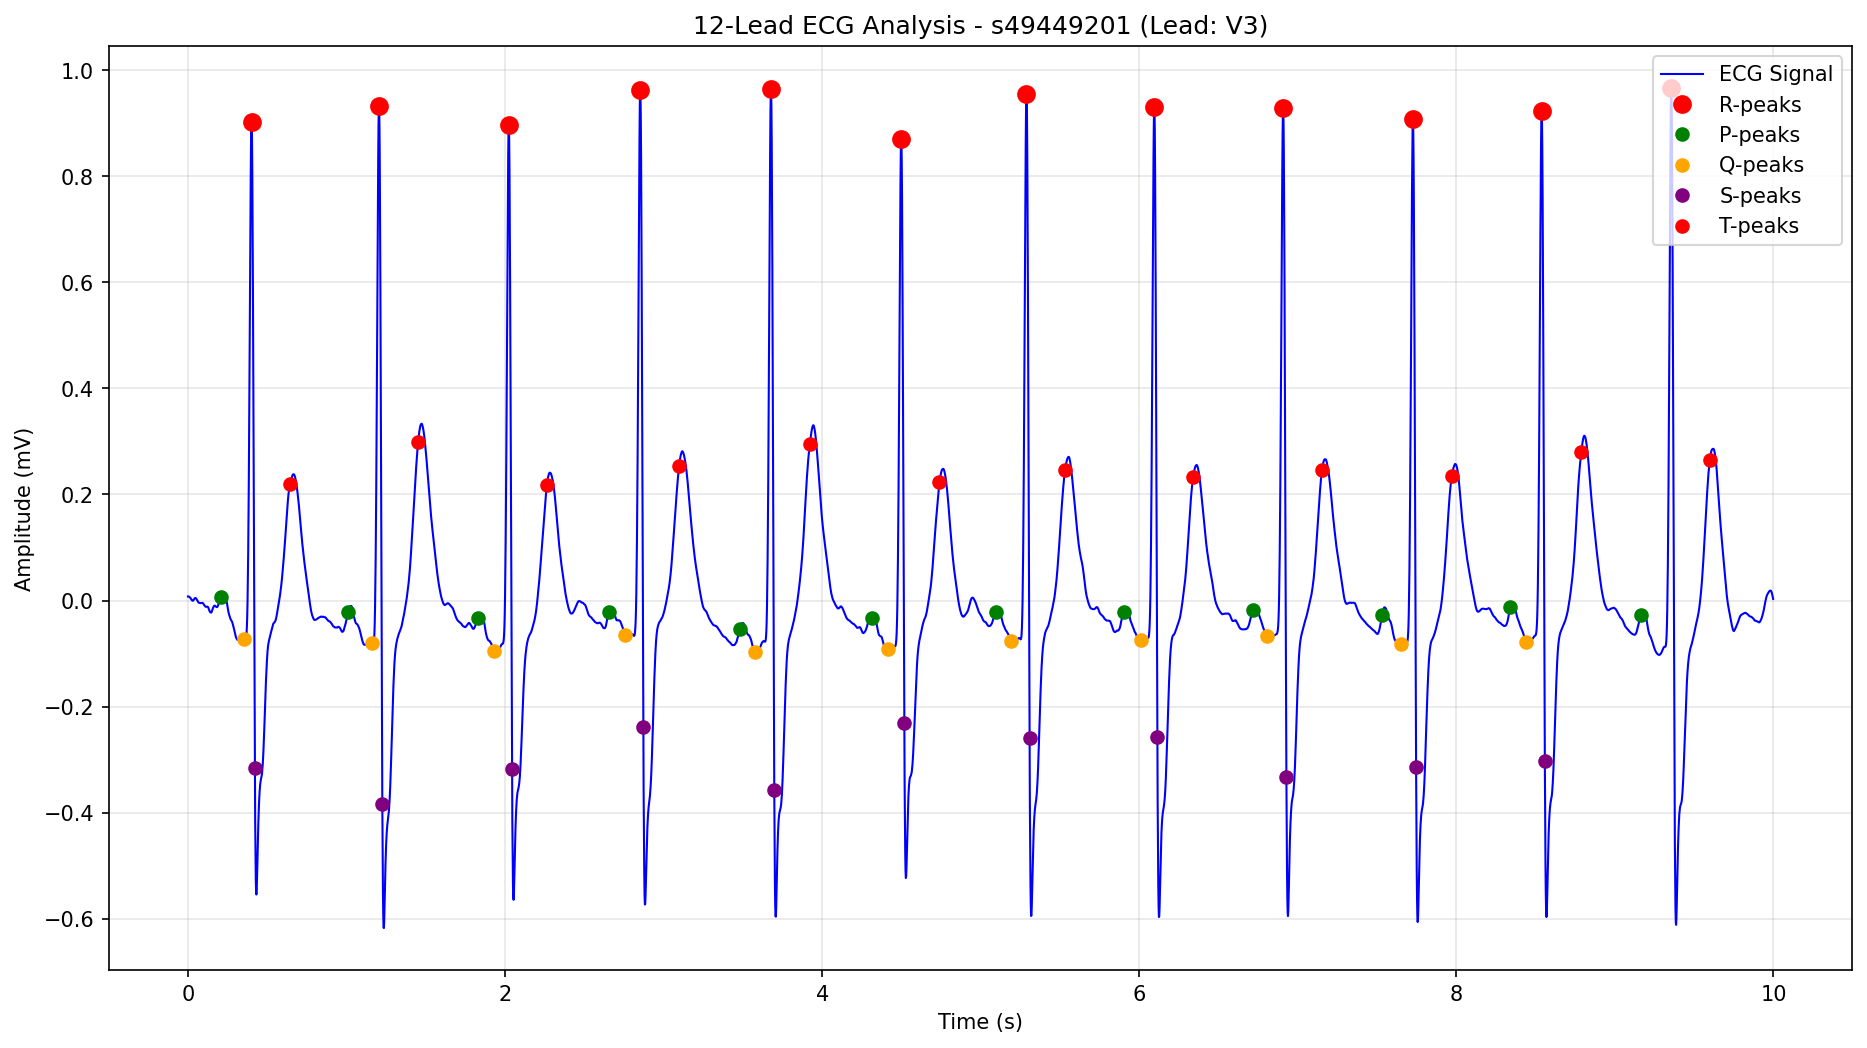 12-Lead ECG Analysis - s49449201 (Lead: V3)
Amplitude (mV)
1.0
0.8
0.6
0.4
0.2
0.0
−0.2
−0.4
−0.6
ECG Signal
R-peaks
P-peaks
Q-peaks
S-peaks
T-peaks
0 2 4 6 8 10
Time (s)